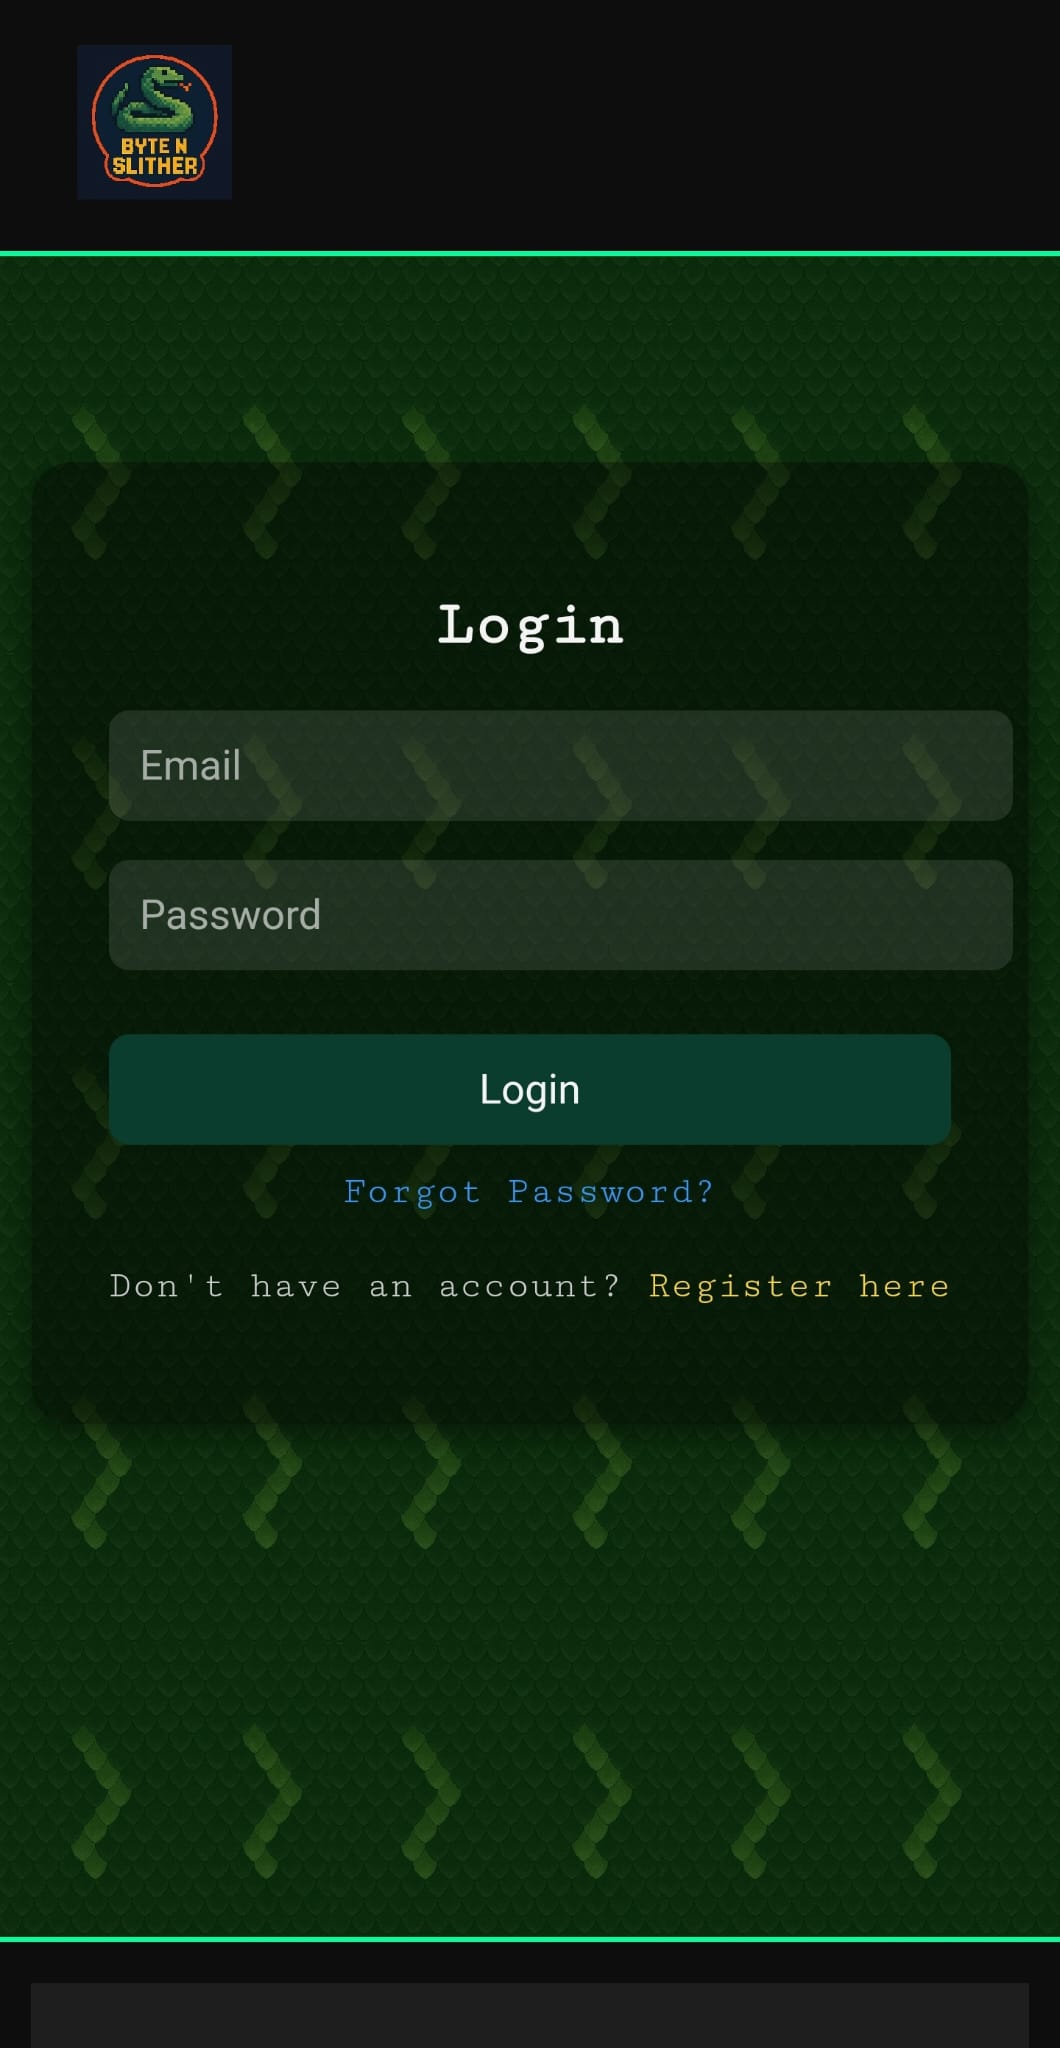 BYTE N
SLITHER
Login
Email
Password
Login
Forgot Password?
Don't have an account? Register here